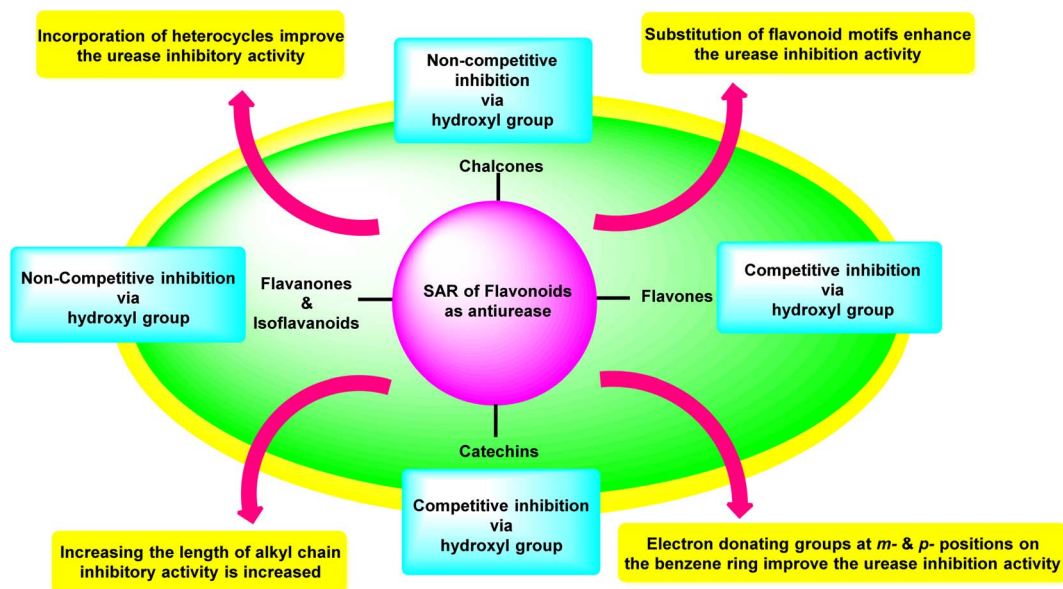 Incorporation of heterocycles improve
the urease inhibitory activity
Substitution of flavonoid motifs enhance
the urease inhibition activity
Non-competitive
inhibition
via
hydroxyl group
Chalcones
Non-Competitive inhibition
via
hydroxyl group
Flavanones
&
Isoflavanoids
SAR of Flavonoids
as antiurease
Flavones
Competitive inhibition
via
hydroxyl group
Catechins
Competitive inhibition
via
hydroxyl group
Increasing the length of alkyl chain
inhibitory activity is increased
Electron donating groups at m- & p- positions on
the benzene ring improve the urease inhibition activity